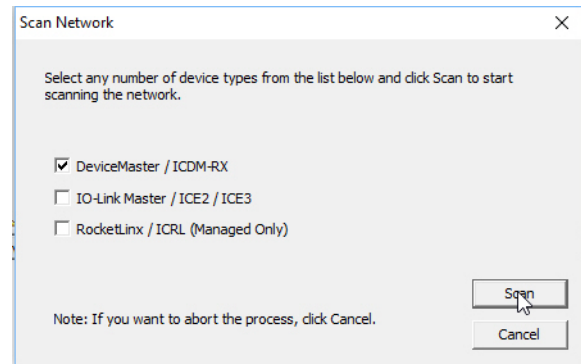 Scan Network
Select any number of device types from the list below and click Scan to start
scanning the network.
DeviceMaster / ICDM-RX
IO-Link Master / ICE2 / ICE3
RocketLinx / ICRL (Managed Only)
Scan
Note: If you want to abort the process, click Cancel.
Cancel